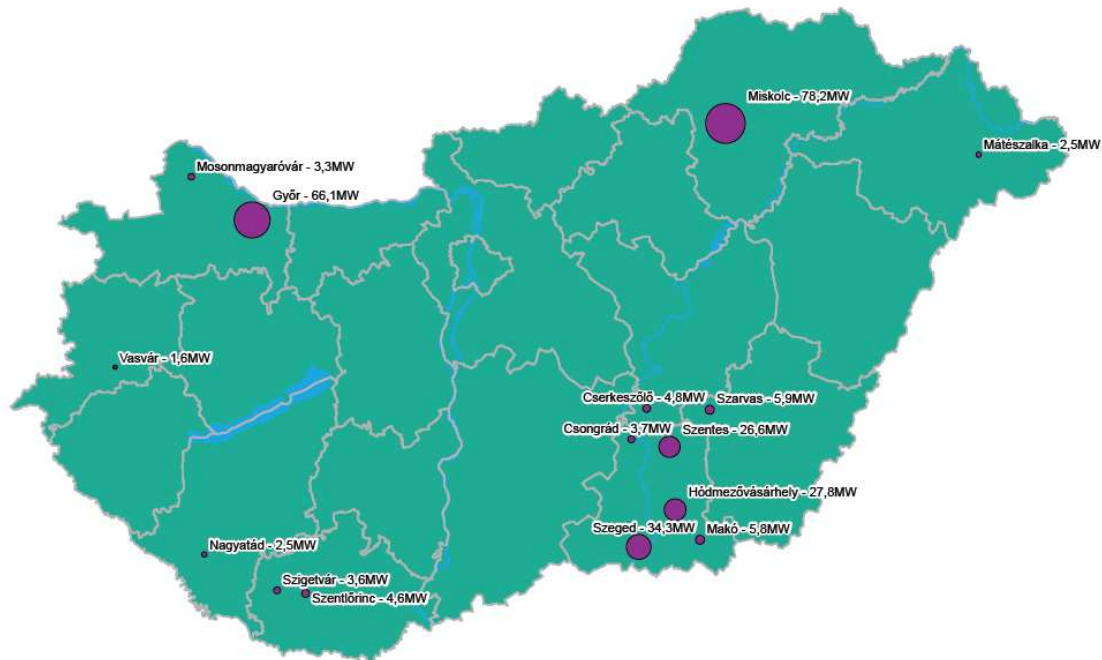 Miskolc - 78,2MW
Mátészalka - 2,5MW
Mosonmagyaróvár - 3,3MW
Győr - 66,1MW
Vasvár - 1,6MW
Cserkeszőlő - 4,8MW
Szarvas - 5,9MW
Csongrád - 3,7MW
Szentes - 26,6MW
Hódmezővásárhely - 27,8MW
Szeged - 34,3MW
Makó - 5,8MW
Nagyatád - 2,5MW
Szigetvár - 3,6MW
Szentlőrinc - 4,6MW